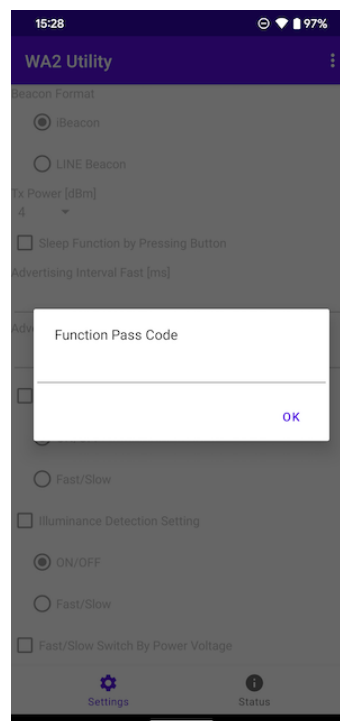 15:28
97%
WA2 Utility
Beacon Format
iBeacon
LINE Beacon
Tx Power [dBm]
4
Sleep Function by Pressing Button
Advertising Interval Fast [ms]
Function Pass Code
OK
Fast/Slow
Illuminance Detection Setting
ON/OFF
Fast/Slow
Fast/Slow Switch By Power Voltage
Settings
Status